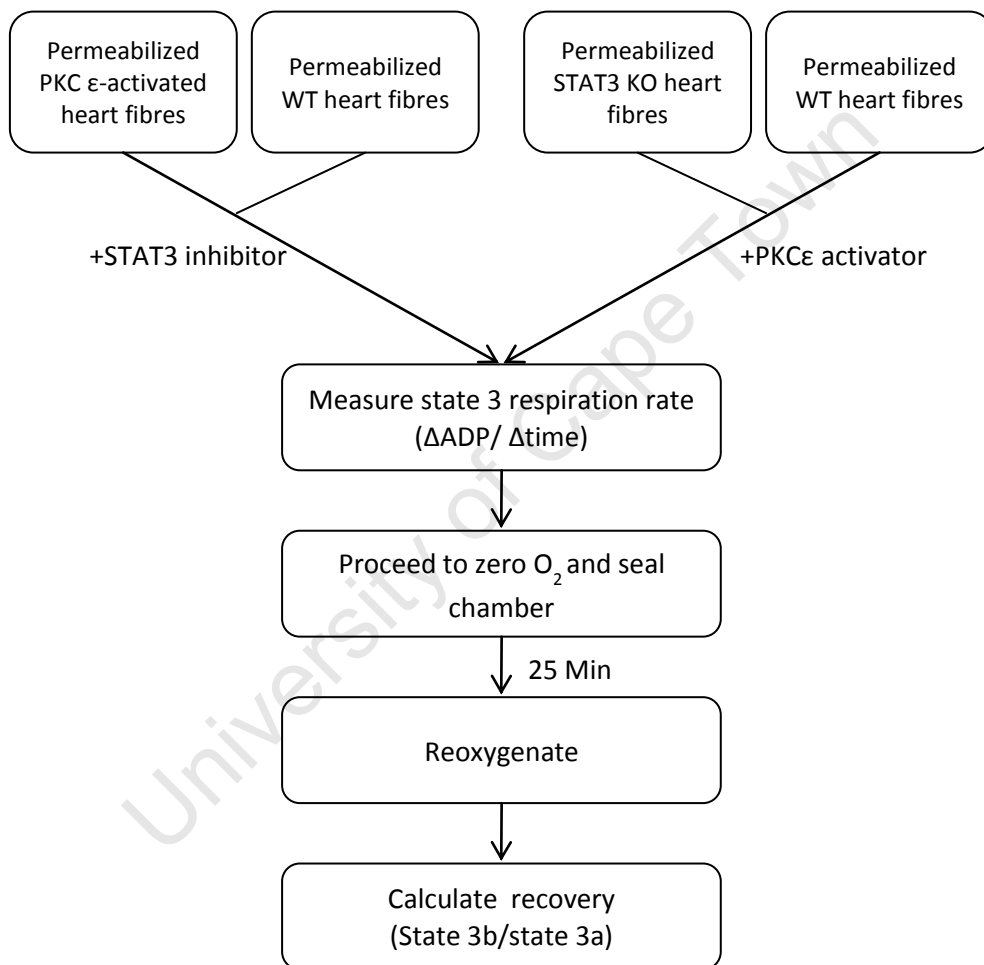 Permeabilized
PKC ε-activated
heart fibres
Permeabilized
WT heart fibres
Permeabilized
STAT3 KO heart
fibres
Permeabilized
WT heart fibres
+STAT3 inhibitor
+PKCε activator
Measure state 3 respiration rate
(ΔADP/ Δtime)
Proceed to zero O2 and seal
chamber
25 Min
Reoxygenate
Calculate recovery
(State 3b/state 3a)
University of Cape Town